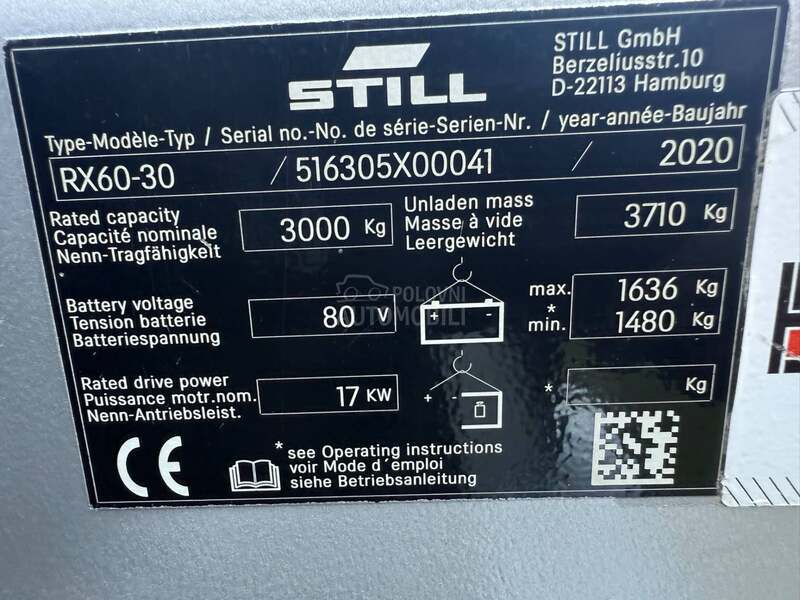 STILL
STILL GmbH
Berzeliusstr.10
D-22113 Hamburg
Type-Modèle-Typ / Serial no.-No. de série-Serien-Nr. / year-année-Baujahr
RX60-30 / 516305X00041 / 2020
Rated capacity
Capacité nominale
Nenn-Tragfähigkeit
3000 Kg
Unladen mass
Masse à vide
Leergewicht
3710 Kg
Battery voltage
Tension batterie
Batteriespannung
80 V
+ -
max. 1636 Kg
*
min. 1480 Kg
Rated drive power
Puissance motr.nom.
Nenn-Antriebsleist.
17 KW
+ -
* Kg
CE
* see Operating instructions
voir Mode d´emploi
siehe Betriebsanleitung
POLOVNI
AUTOMOBILI